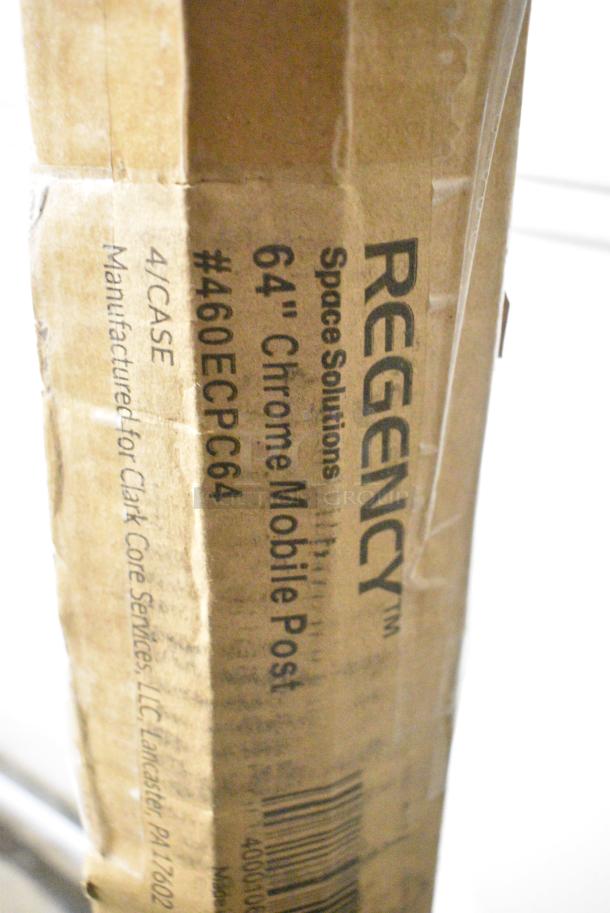 REGENCY™
Space Solutions
64" Chrome Mobile Post
#460ECPC64
4/CASE
Manufactured for Clark Core Services, LLC, Lancaster, PA 17602